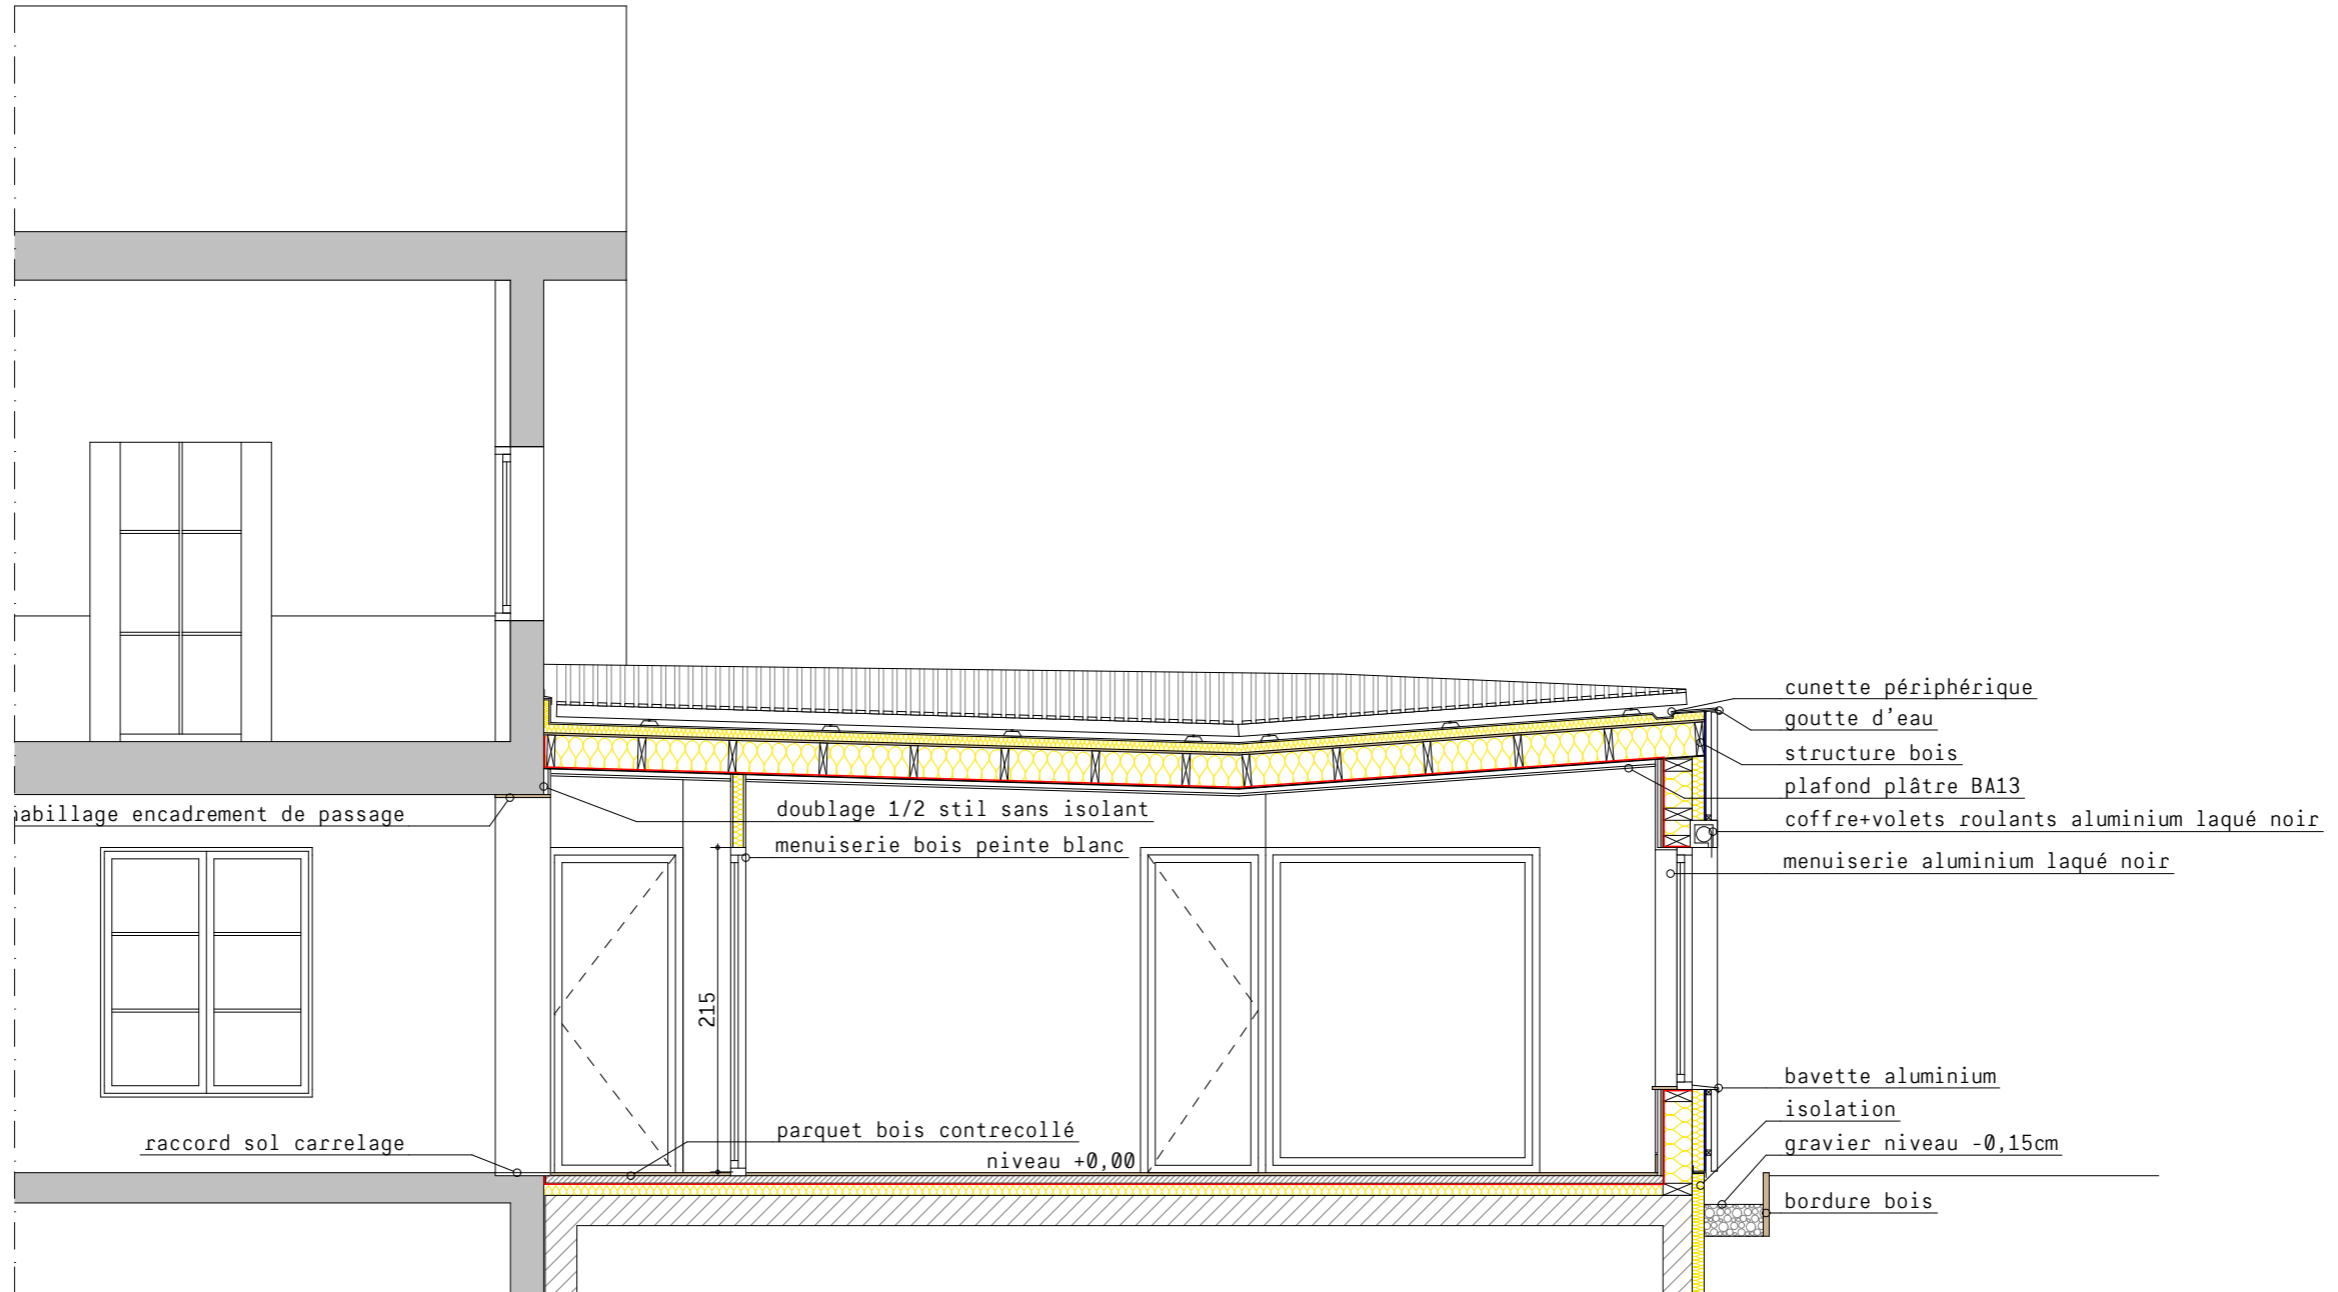 cunette périphérique
goutte d'eau
structure bois
plafond plâtre BA13
coffre+volets roulants aluminium laqué noir
menuiserie aluminium laqué noir
habillage encadrement de passage
doublage 1/2 stil sans isolant
menuiserie bois peinte blanc
215
bavette aluminium
isolation
gravier niveau -0,15cm
bordure bois
raccord sol carrelage
parquet bois contrecollé
niveau +0,00